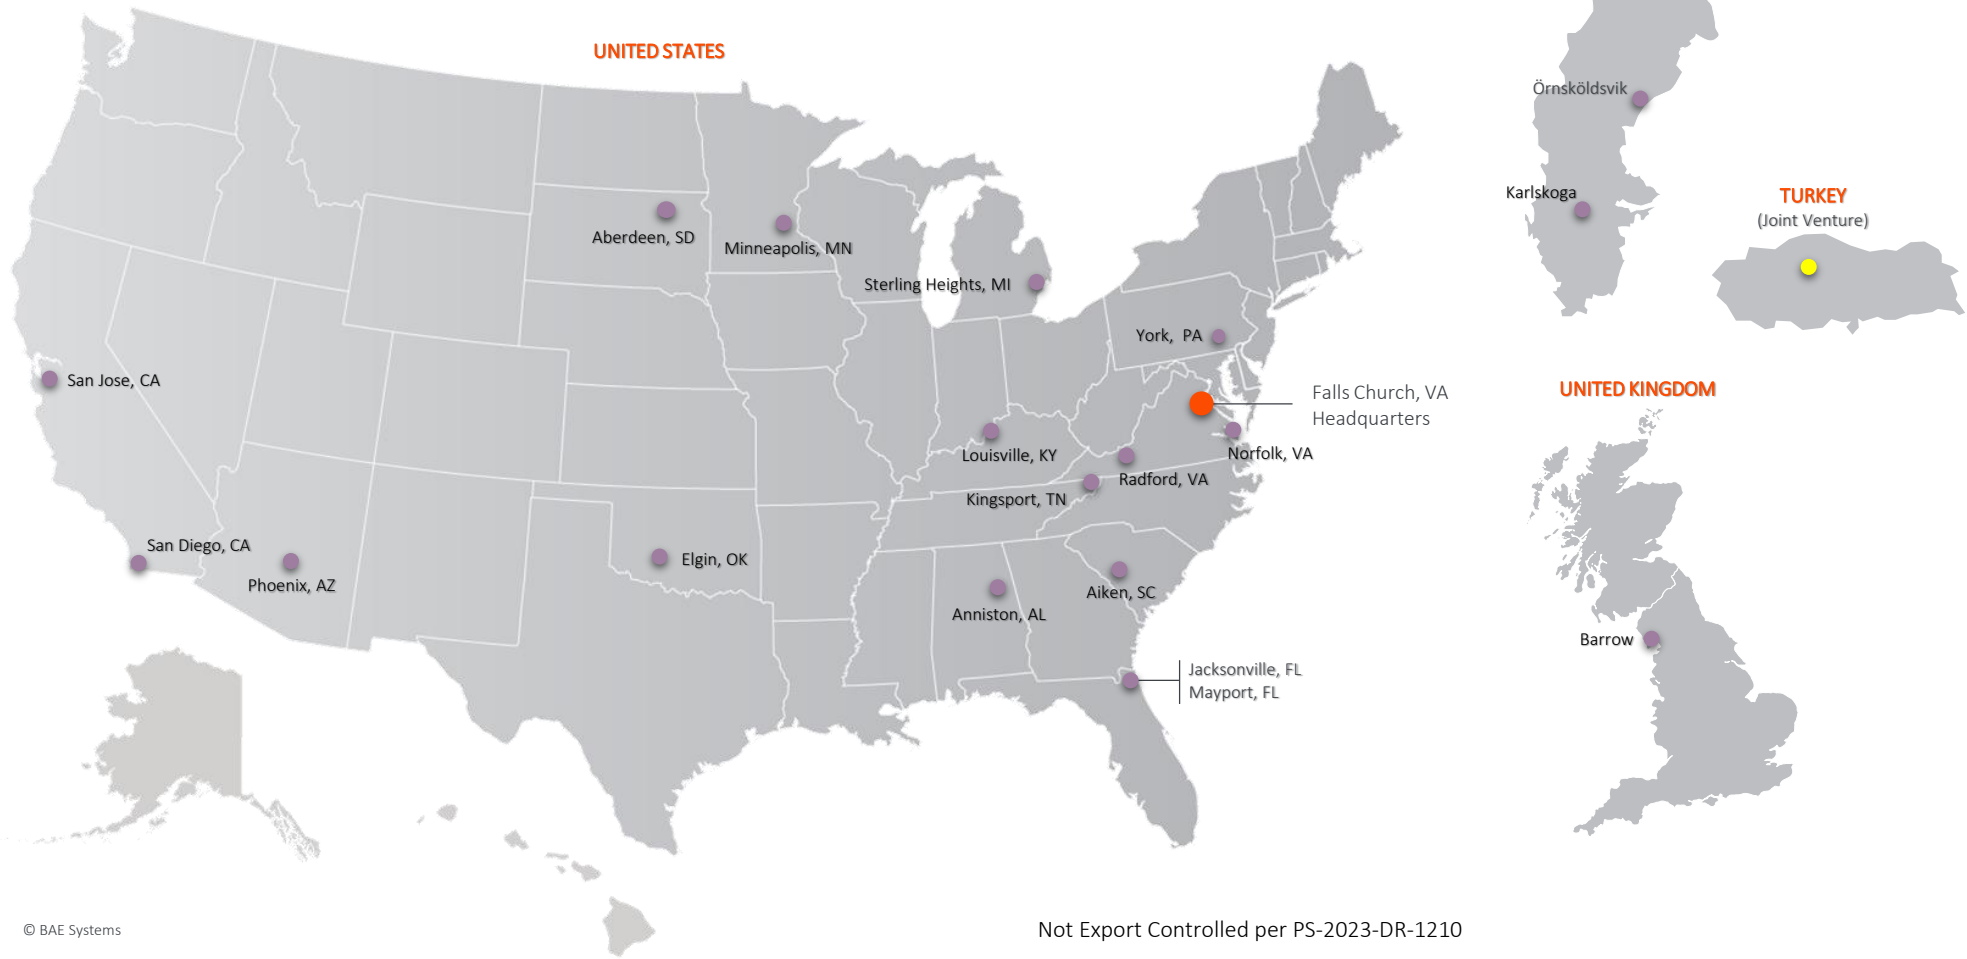 UNITED STATES
Örnsköldsvik
Karlskoga
TURKEY
(Joint Venture)
Aberdeen, SD
Minneapolis, MN
Sterling Heights, MI
York, PA
San Jose, CA
Falls Church, VA
Headquarters
UNITED KINGDOM
Louisville, KY
Norfolk, VA
Radford, VA
Kingsport, TN
San Diego, CA
Phoenix, AZ
Elgin, OK
Anniston, AL
Aiken, SC
Barrow
Jacksonville, FL
Mayport, FL
© BAE Systems
Not Export Controlled per PS-2023-DR-1210